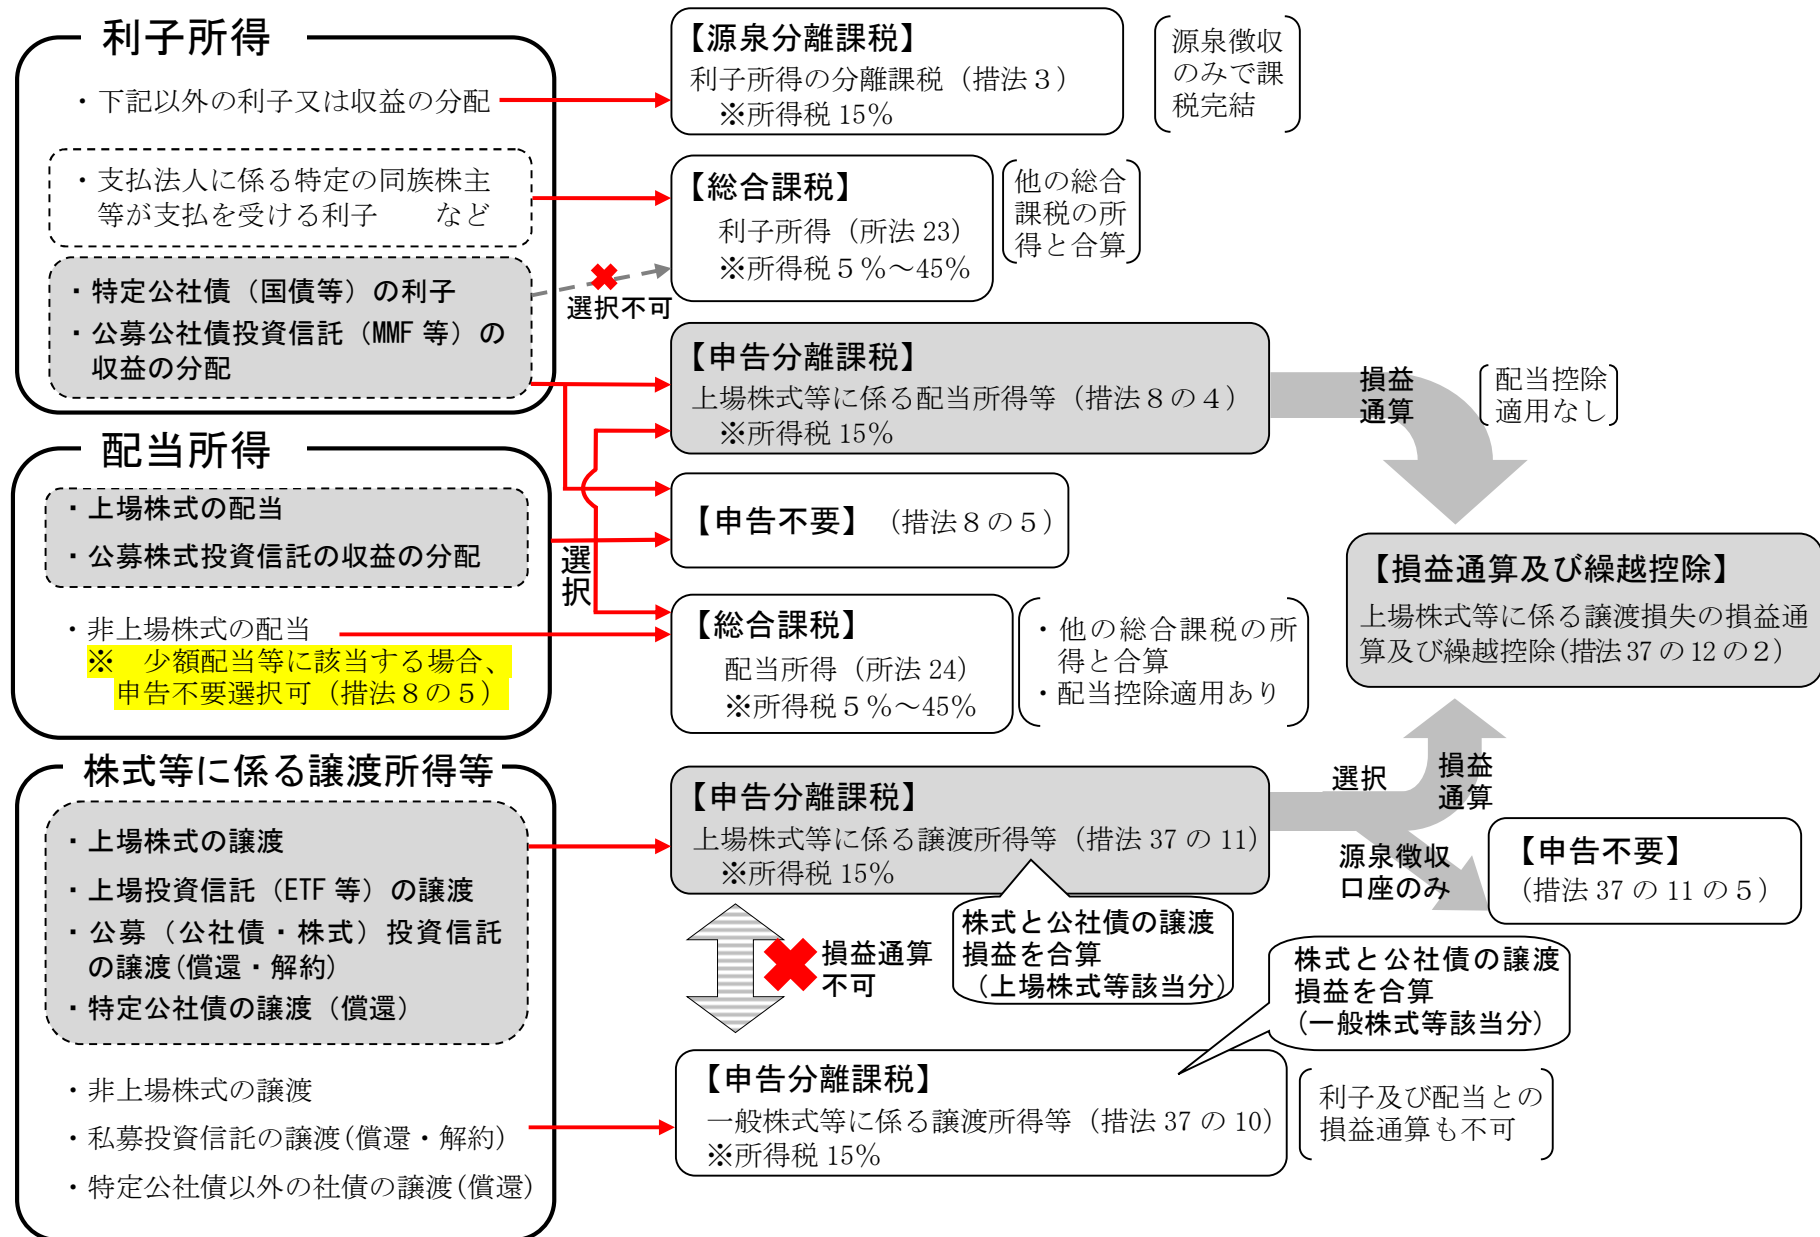 利子所得
・下記以外の利子又は収益の分配
・支払法人に係る特定の同族株主
等が支払を受ける利子　　など
・特定公社債（国債等）の利子
・公募公社債投資信託（MMF 等）の
収益の分配
【源泉分離課税】
利子所得の分離課税（措法３）
※所得税 15％
源泉徴収
のみで課
税完結
【総合課税】
利子所得（所法 23）
※所得税５％～45％
他の総合
課税の所
得と合算
選択不可
【申告分離課税】
上場株式等に係る配当所得等（措法８の４）
※所得税 15％
損益
通算
配当控除
適用なし
配当所得
・上場株式の配当
・公募株式投資信託の収益の分配
・非上場株式の配当
※　少額配当等に該当する場合、
申告不要選択可（措法８の５）
選
択
【申告不要】（措法８の５）
【総合課税】
配当所得（所法 24）
※所得税５％～45％
・他の総合課税の所
得と合算
・配当控除適用あり
【損益通算及び繰越控除】
上場株式等に係る譲渡損失の損益通
算及び繰越控除(措法 37 の 12 の２)
株式等に係る譲渡所得等
・上場株式の譲渡
・上場投資信託（ETF 等）の譲渡
・公募（公社債・株式）投資信託
の譲渡(償還・解約)
・特定公社債の譲渡（償還）
・非上場株式の譲渡
・私募投資信託の譲渡(償還・解約)
・特定公社債以外の社債の譲渡(償還)
【申告分離課税】
上場株式等に係る譲渡所得等（措法 37 の 11）
※所得税 15％
選択
損益
通算
源泉徴収
口座のみ
【申告不要】
（措法 37 の 11 の５）
損益通算
不可
株式と公社債の譲渡
損益を合算
（上場株式等該当分）
株式と公社債の譲渡
損益を合算
（一般株式等該当分）
【申告分離課税】
一般株式等に係る譲渡所得等（措法 37 の 10）
※所得税 15％
利子及び配当との
損益通算も不可